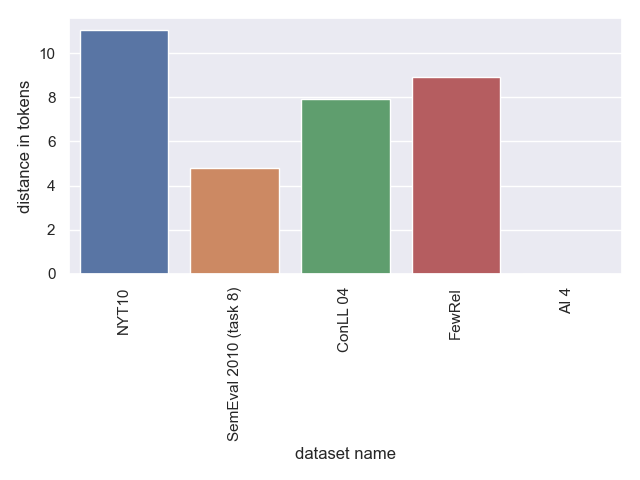 distance in tokens
10
8
6
4
2
0
NYT10
SemEval 2010 (task 8)
ConLL 04
FewRel
AI 4
dataset name